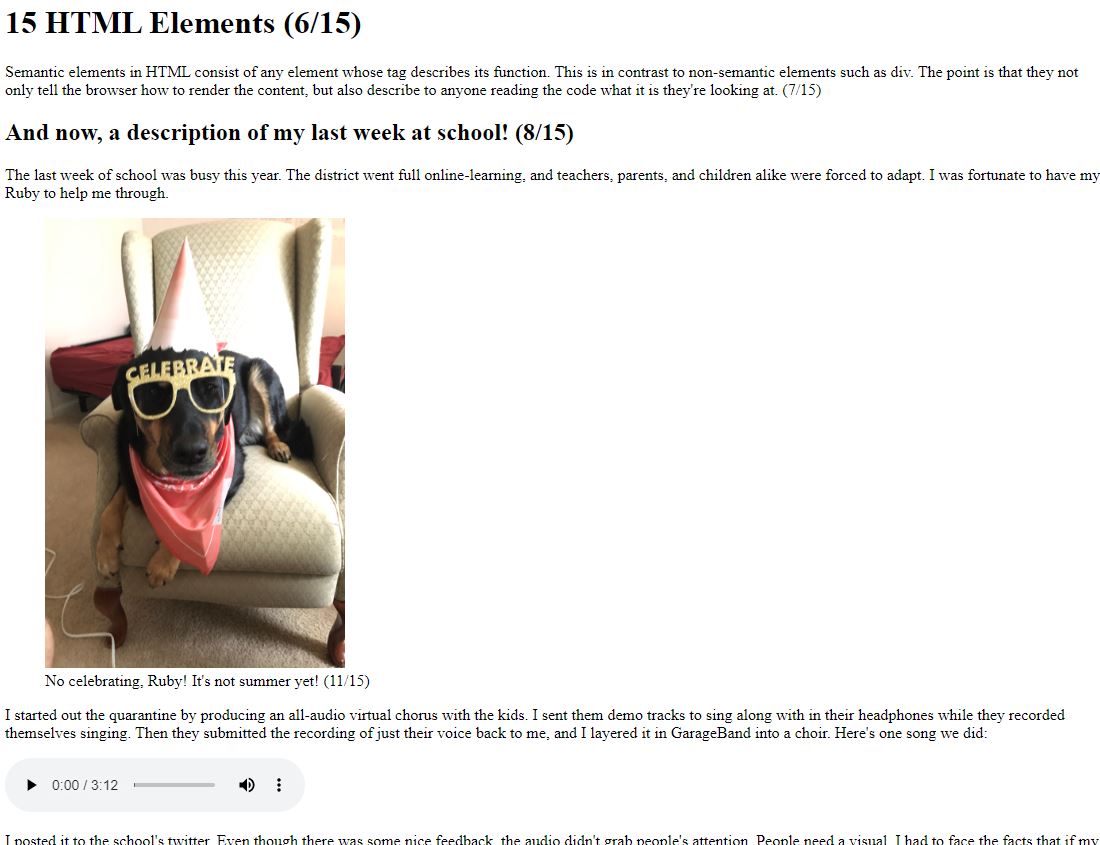 15 HTML Elements (6/15)
Semantic elements in HTML consist of any element whose tag describes its function. This is in contrast to non-semantic elements such as div. The point is that they not
only tell the browser how to render the content, but also describe to anyone reading the code what it is they're looking at. (7/15)
And now, a description of my last week at school! (8/15)
The last week of school was busy this year. The district went full online-learning, and teachers, parents, and children alike were forced to adapt. I was fortunate to have my
Ruby to help me through.
CELEBRATE
No celebrating, Ruby! It's not summer yet! (11/15)
I started out the quarantine by producing an all-audio virtual chorus with the kids. I sent them demo tracks to sing along with in their headphones while they recorded
themselves singing. Then they submitted the recording of just their voice back to me, and I layered it in GarageBand into a choir. Here's one song we did:
0:00 / 3:12
I posted it to the school's twitter. Even though there was some nice feedback, the audio didn't grab people's attention. People need a visual. I had to face the facts that if my